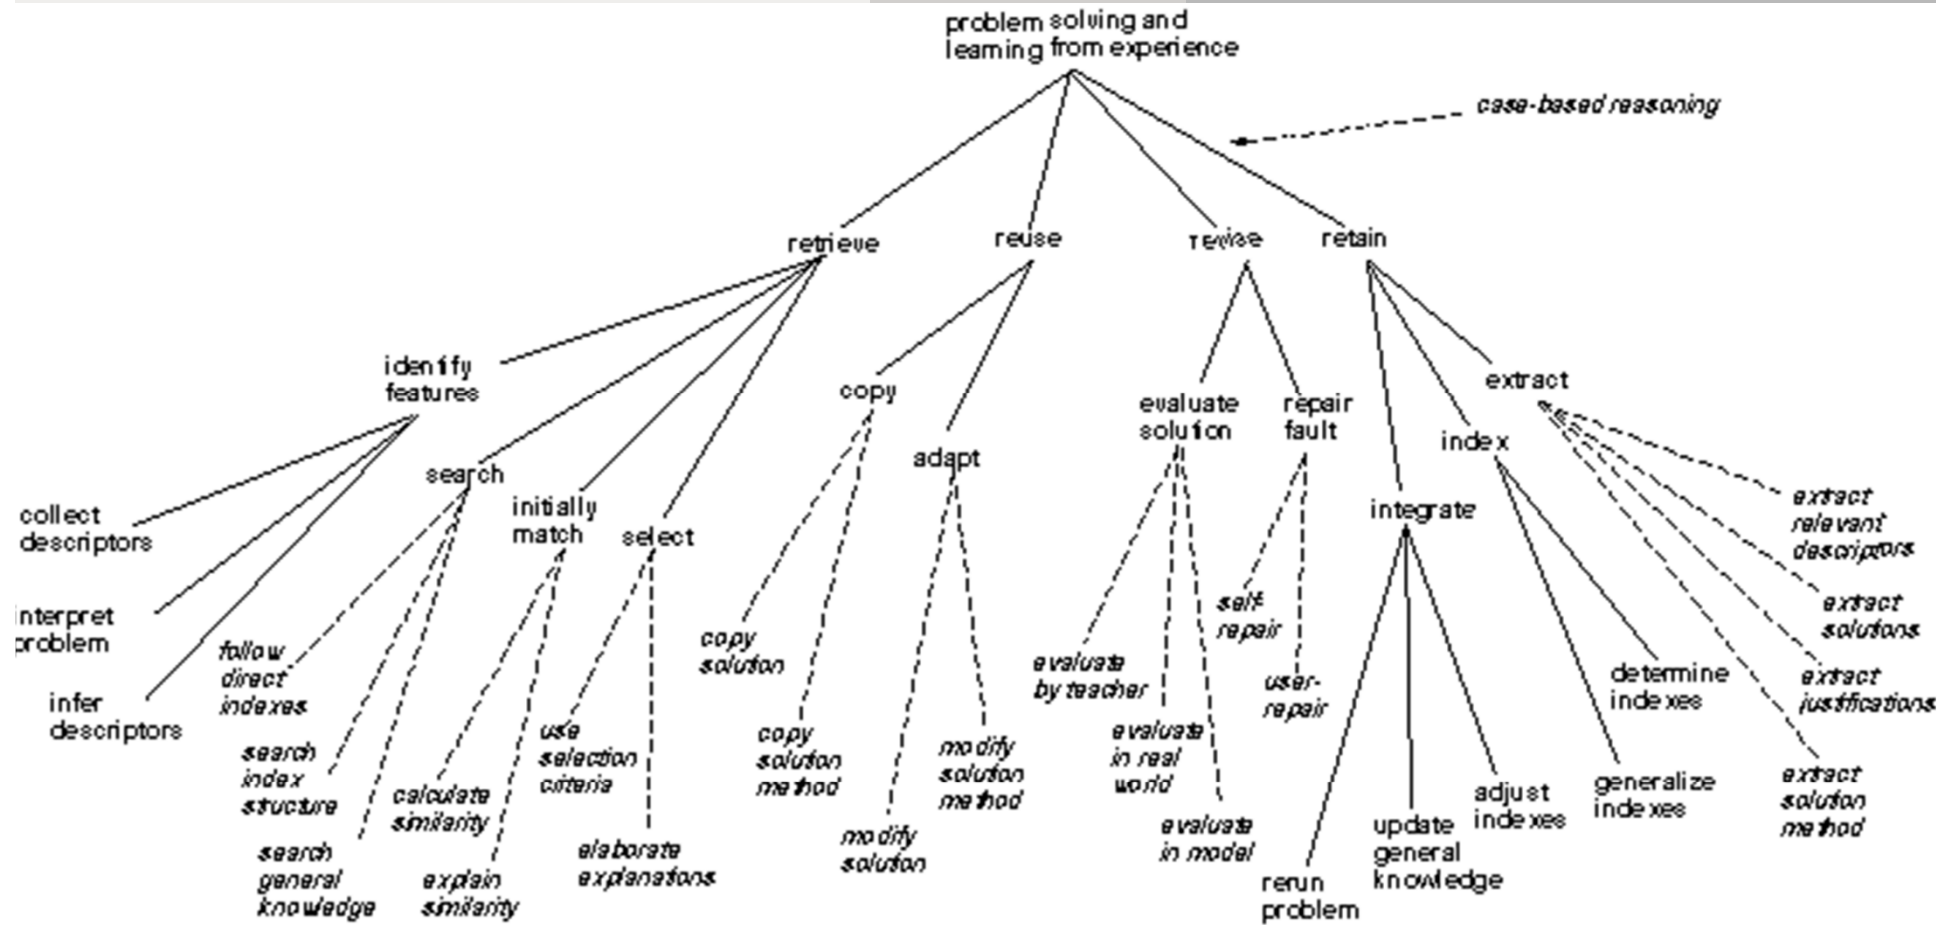 problem solving and
learning from experience
case-based reasoning
retrieve
reuse
revise
retain
identify
features
search
initially
match
select
copy
adapt
evaluate
solution
repair
fault
integrate
index
extract
collect
descriptors
interpret
problem
infer
descriptors
follow
direct
indexes
search
index
structure
search
general
knowledge
calculate
similarity
explain
similarity
use
selection
criteria
elaborate
explanations
copy
solution
copy
solution
method
modify
solution
modify
solution
method
evaluate
by teacher
evaluate
in real
world
evaluate
in model
self-
repair
user-
repair
rerun
problem
update
general
knowledge
adjust
indexes
generalize
indexes
determine
indexes
extract
relevant
descriptors
extract
solutions
extract
justifications
extract
solution
method